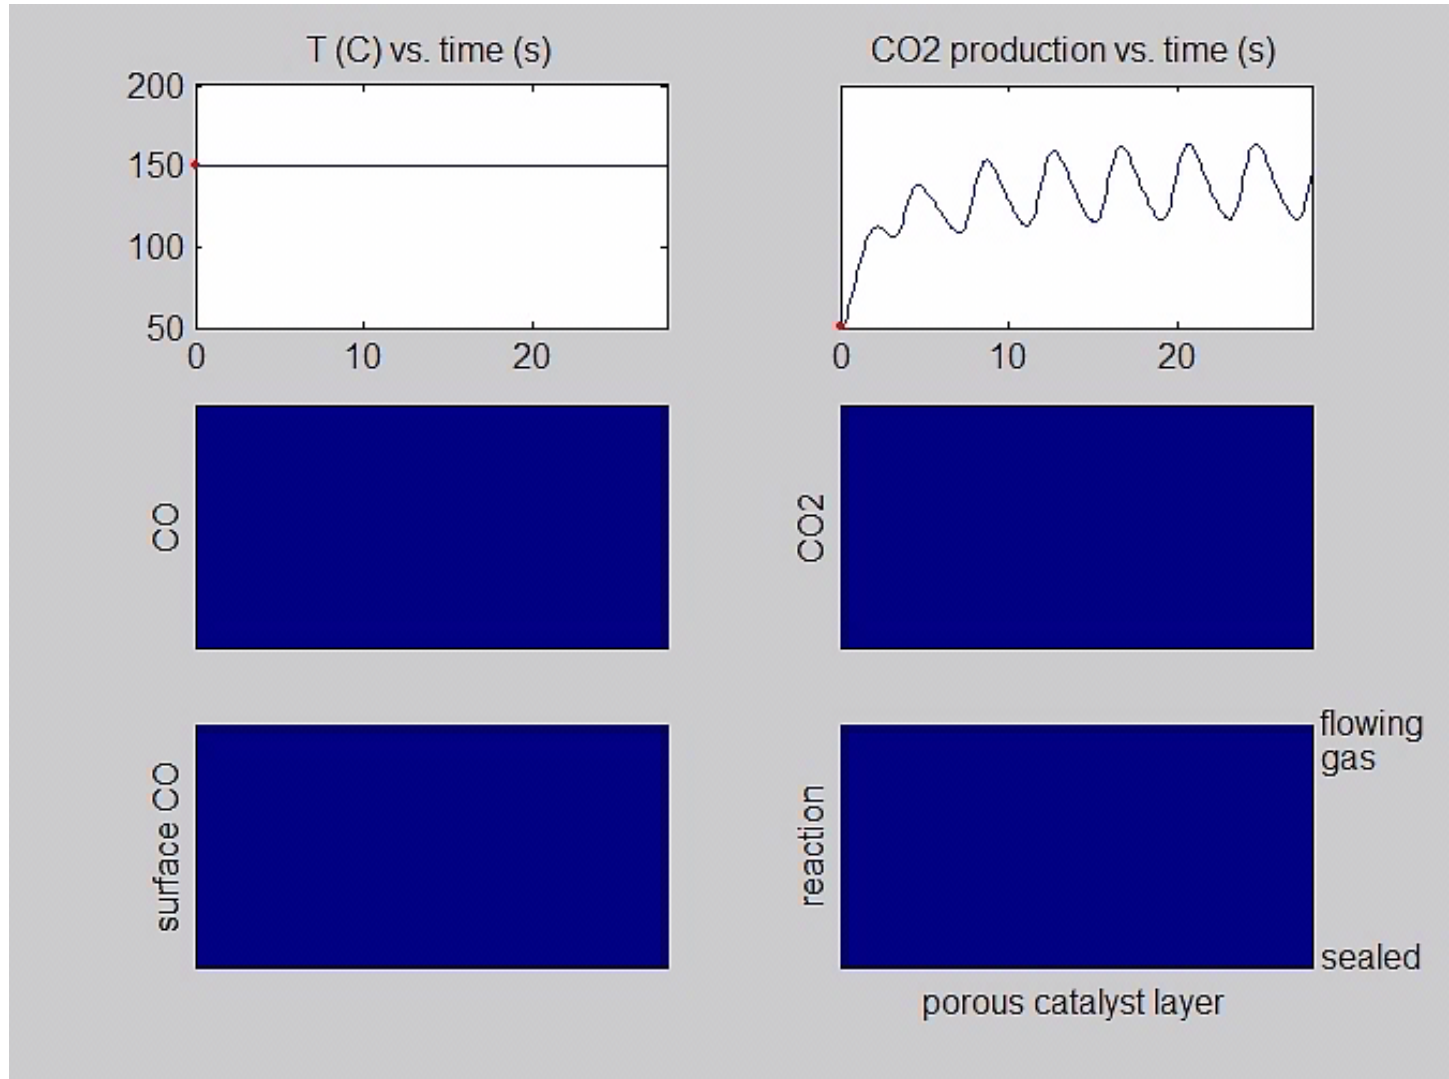 T (C) vs. time (s)
200
150
100
50
0
10
20
CO2 production vs. time (s)
0
10
20
CO
CO2
surface CO
reaction
flowing
gas
sealed
porous catalyst layer